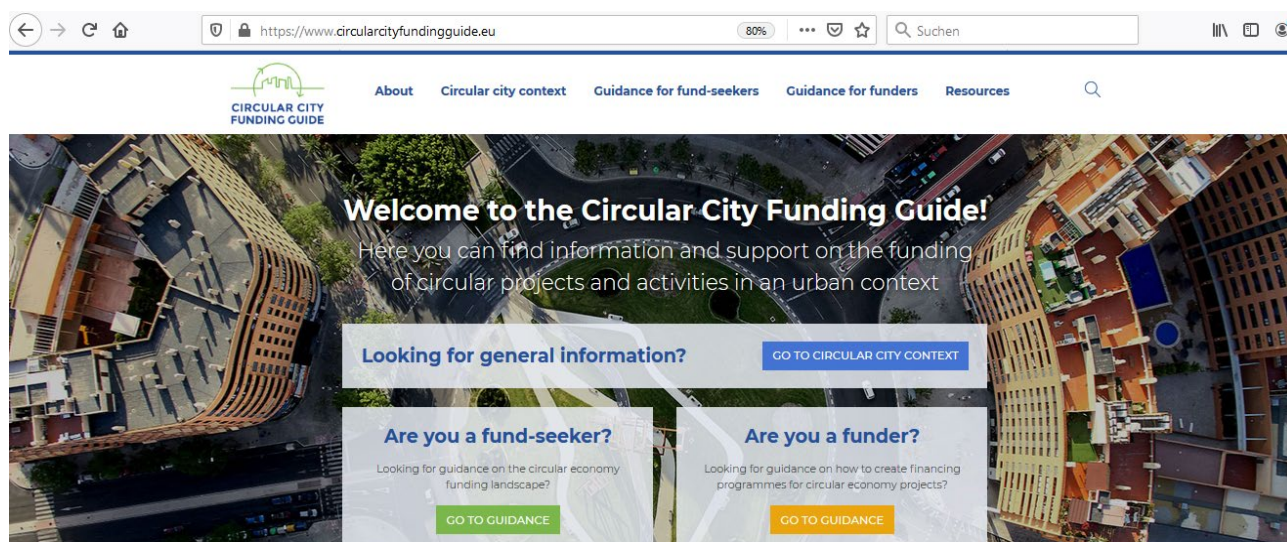 https://www.circularcityfundingguide.eu
80%
Suchen
CIRCULAR CITY
FUNDING GUIDE
About
Circular city context
Guidance for fund-seekers
Guidance for funders
Resources
Welcome to the Circular City Funding Guide!
Here you can find information and support on the funding
of circular projects and activities in an urban context
Looking for general information?
GO TO CIRCULAR CITY CONTEXT
Are you a fund-seeker?
Looking for guidance on the circular economy
funding landscape?
GO TO GUIDANCE
Are you a funder?
Looking for guidance on how to create financing
programmes for circular economy projects?
GO TO GUIDANCE